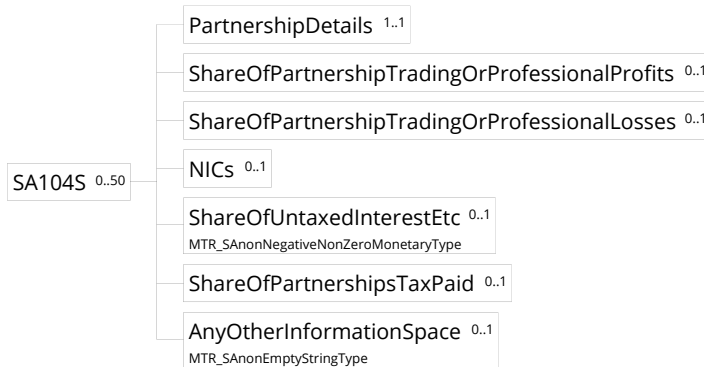 PartnershipDetails 1..1
ShareOfPartnershipTradingOrProfessionalProfits 0..1
ShareOfPartnershipTradingOrProfessionalLosses 0..1
SA104S 0..50
NICs 0..1
ShareOfUntaxedInterestEtc 0..1
MTR_SAnonNegativeNonZeroMonetaryType
ShareOfPartnershipsTaxPaid 0..1
AnyOtherInformationSpace 0..1
MTR_SAnonEmptyStringType